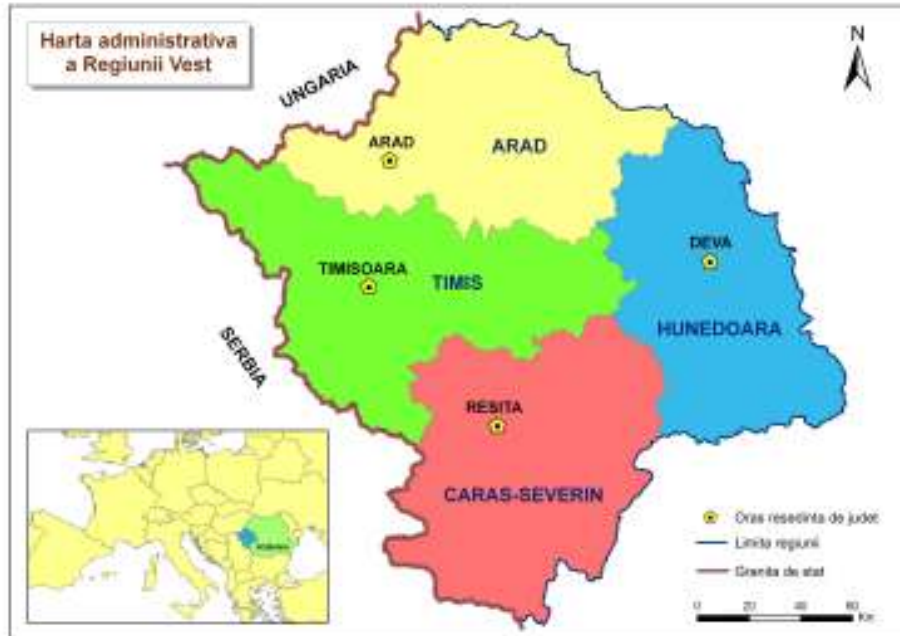 Harta administrativa
a Regiunii Vest
N
UNGARIA
ARAD
ARAD
DEVA
TIMISOARA
TIMIS
HUNEDOARA
SERBIA
RESITA
CARAS-SEVERIN
Oras resedinta de judet
Limita regiunii
Granita de stat
0 20 40 60
Km